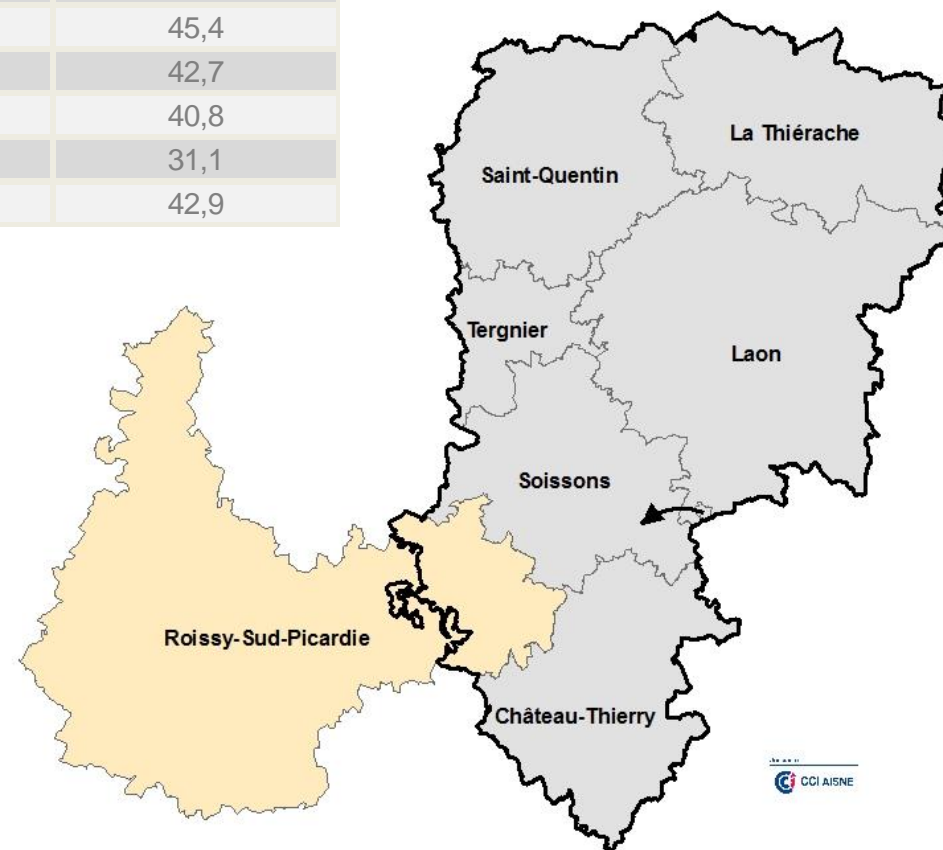 45,4
42,7
40,8
31,1
42,9
La Thiérache
Saint-Quentin
Tergnier
Laon
Soissons
Roissy-Sud-Picardie
Château-Thierry
CCI AISNE